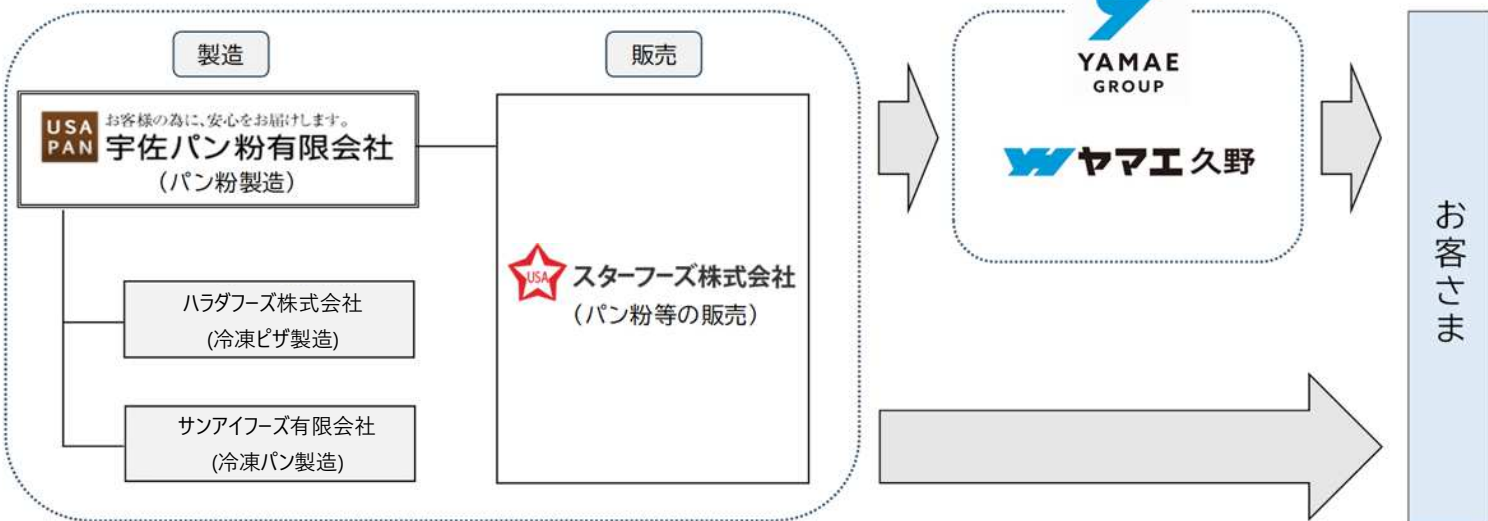 製造
販売
USA
PAN
お客様の為に、安心をお届けします。
宇佐パン粉有限会社
(パン粉製造)
ハラダフーズ株式会社
(冷凍ピザ製造)
サンアイフーズ有限会社
(冷凍パン製造)
USA
スターフーズ株式会社
(パン粉等の販売)
YAMAE
GROUP
ヤマエ久野
お客さま